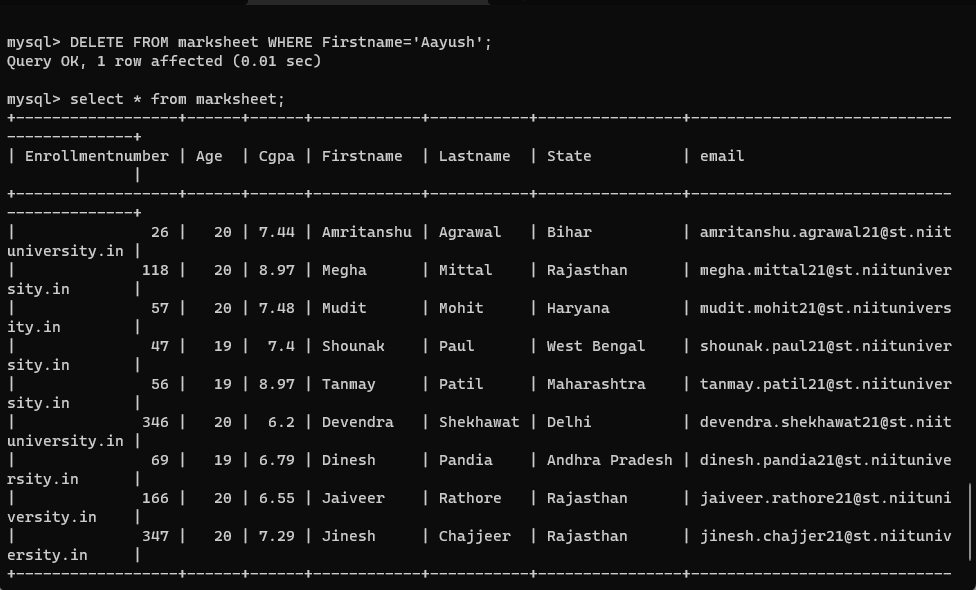 mysql> DELETE FROM marksheet WHERE Firstname='Aayush';
Query OK, 1 row affected (0.01 sec)
mysql> select * from marksheet;
+------------------+------+------+------------+-----------+----------------+-----------------------------
--------------+
| Enrollmentnumber | Age  | Cgpa | Firstname  | Lastname  | State          | email
              |
+------------------+------+------+------------+-----------+----------------+-----------------------------
--------------+
|               26 |   20 | 7.44 | Amritanshu | Agrawal   | Bihar          | amritanshu.agrawal21@st.niit
university.in |
|              118 |   20 | 8.97 | Megha      | Mittal    | Rajasthan      | megha.mittal21@st.niituniver
sity.in       |
|               57 |   20 | 7.48 | Mudit      | Mohit     | Haryana        | mudit.mohit21@st.niitunivers
ity.in        |
|               47 |   19 |  7.4 | Shounak    | Paul      | West Bengal    | shounak.paul21@st.niituniver
sity.in       |
|               56 |   19 | 8.97 | Tanmay     | Patil     | Maharashtra    | tanmay.patil21@st.niituniver
sity.in       |
|              346 |   20 |  6.2 | Devendra   | Shekhawat | Delhi          | devendra.shekhawat21@st.niit
university.in |
|               69 |   19 | 6.79 | Dinesh     | Pandia    | Andhra Pradesh | dinesh.pandia21@st.niitunive
rsity.in      |
|              166 |   20 | 6.55 | Jaiveer    | Rathore   | Rajasthan      | jaiveer.rathore21@st.niituni
versity.in    |
|              347 |   20 | 7.29 | Jinesh     | Chajjeer  | Rajasthan      | jinesh.chajjer21@st.niituniv
ersity.in     |
+------------------+------+------+------------+-----------+----------------+-----------------------------